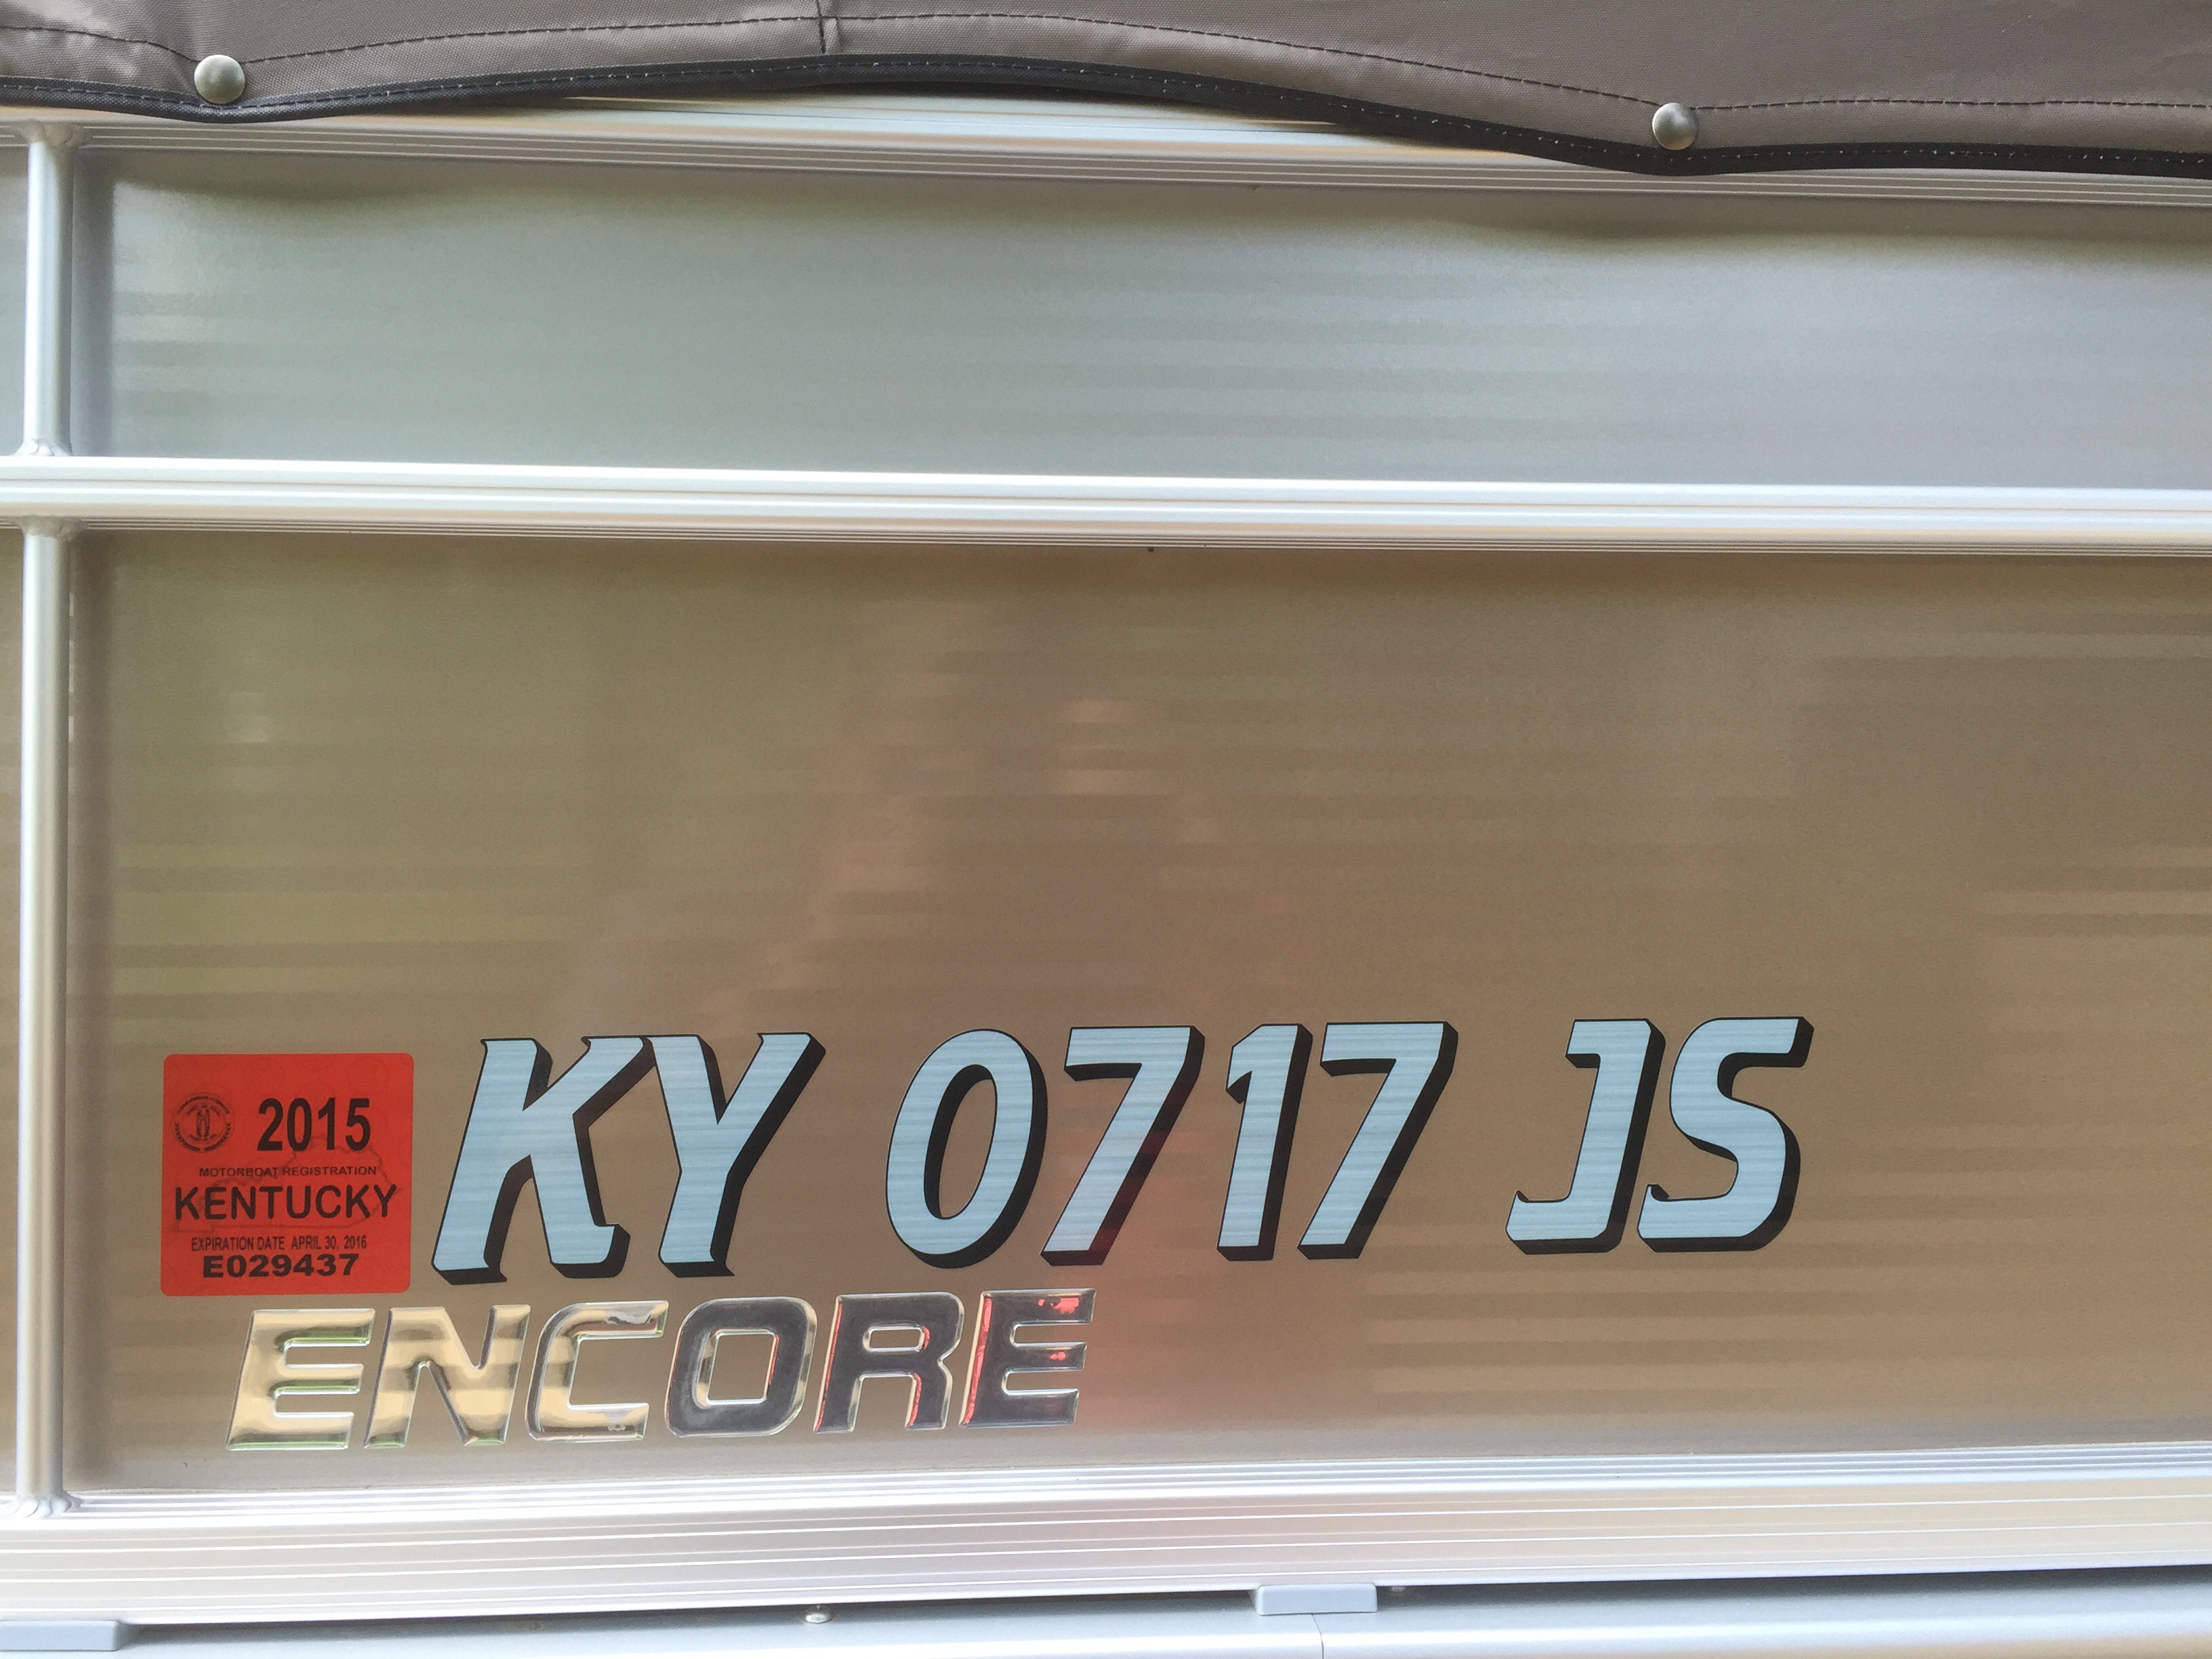 2015
MOTORBOAT REGISTRATION
KENTUCKY
EXPIRATION DATE APRIL 30, 2016
E029437
KY 0717 JS
ENCORE